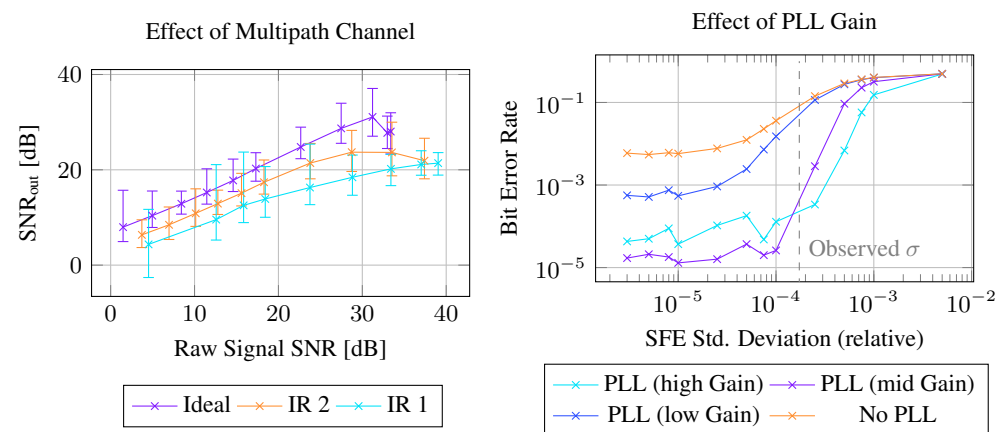 Effect of Multipath Channel
SNR_out [dB]
40
20
0
0 10 20 30 40
Raw Signal SNR [dB]
Ideal IR 2 IR 1
Effect of PLL Gain
Bit Error Rate
10^-1
10^-3
10^-5
Observed σ
10^-5 10^-4 10^-3 10^-2
SFE Std. Deviation (relative)
PLL (high Gain) PLL (mid Gain)
PLL (low Gain) No PLL